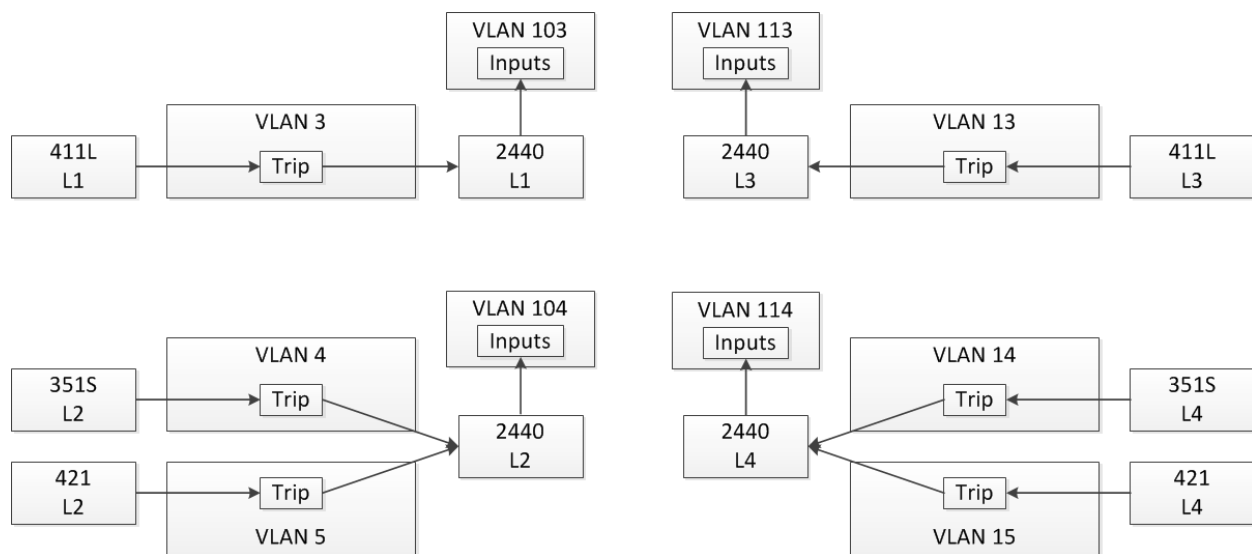 VLAN 103
Inputs
VLAN 113
Inputs
VLAN 3
Trip
411L
L1
2440
L1
2440
L3
VLAN 13
Trip
411L
L3
VLAN 104
Inputs
VLAN 114
Inputs
VLAN 4
Trip
351S
L2
421
L2
Trip
VLAN 5
2440
L2
2440
L4
VLAN 14
Trip
351S
L4
Trip
VLAN 15
421
L4